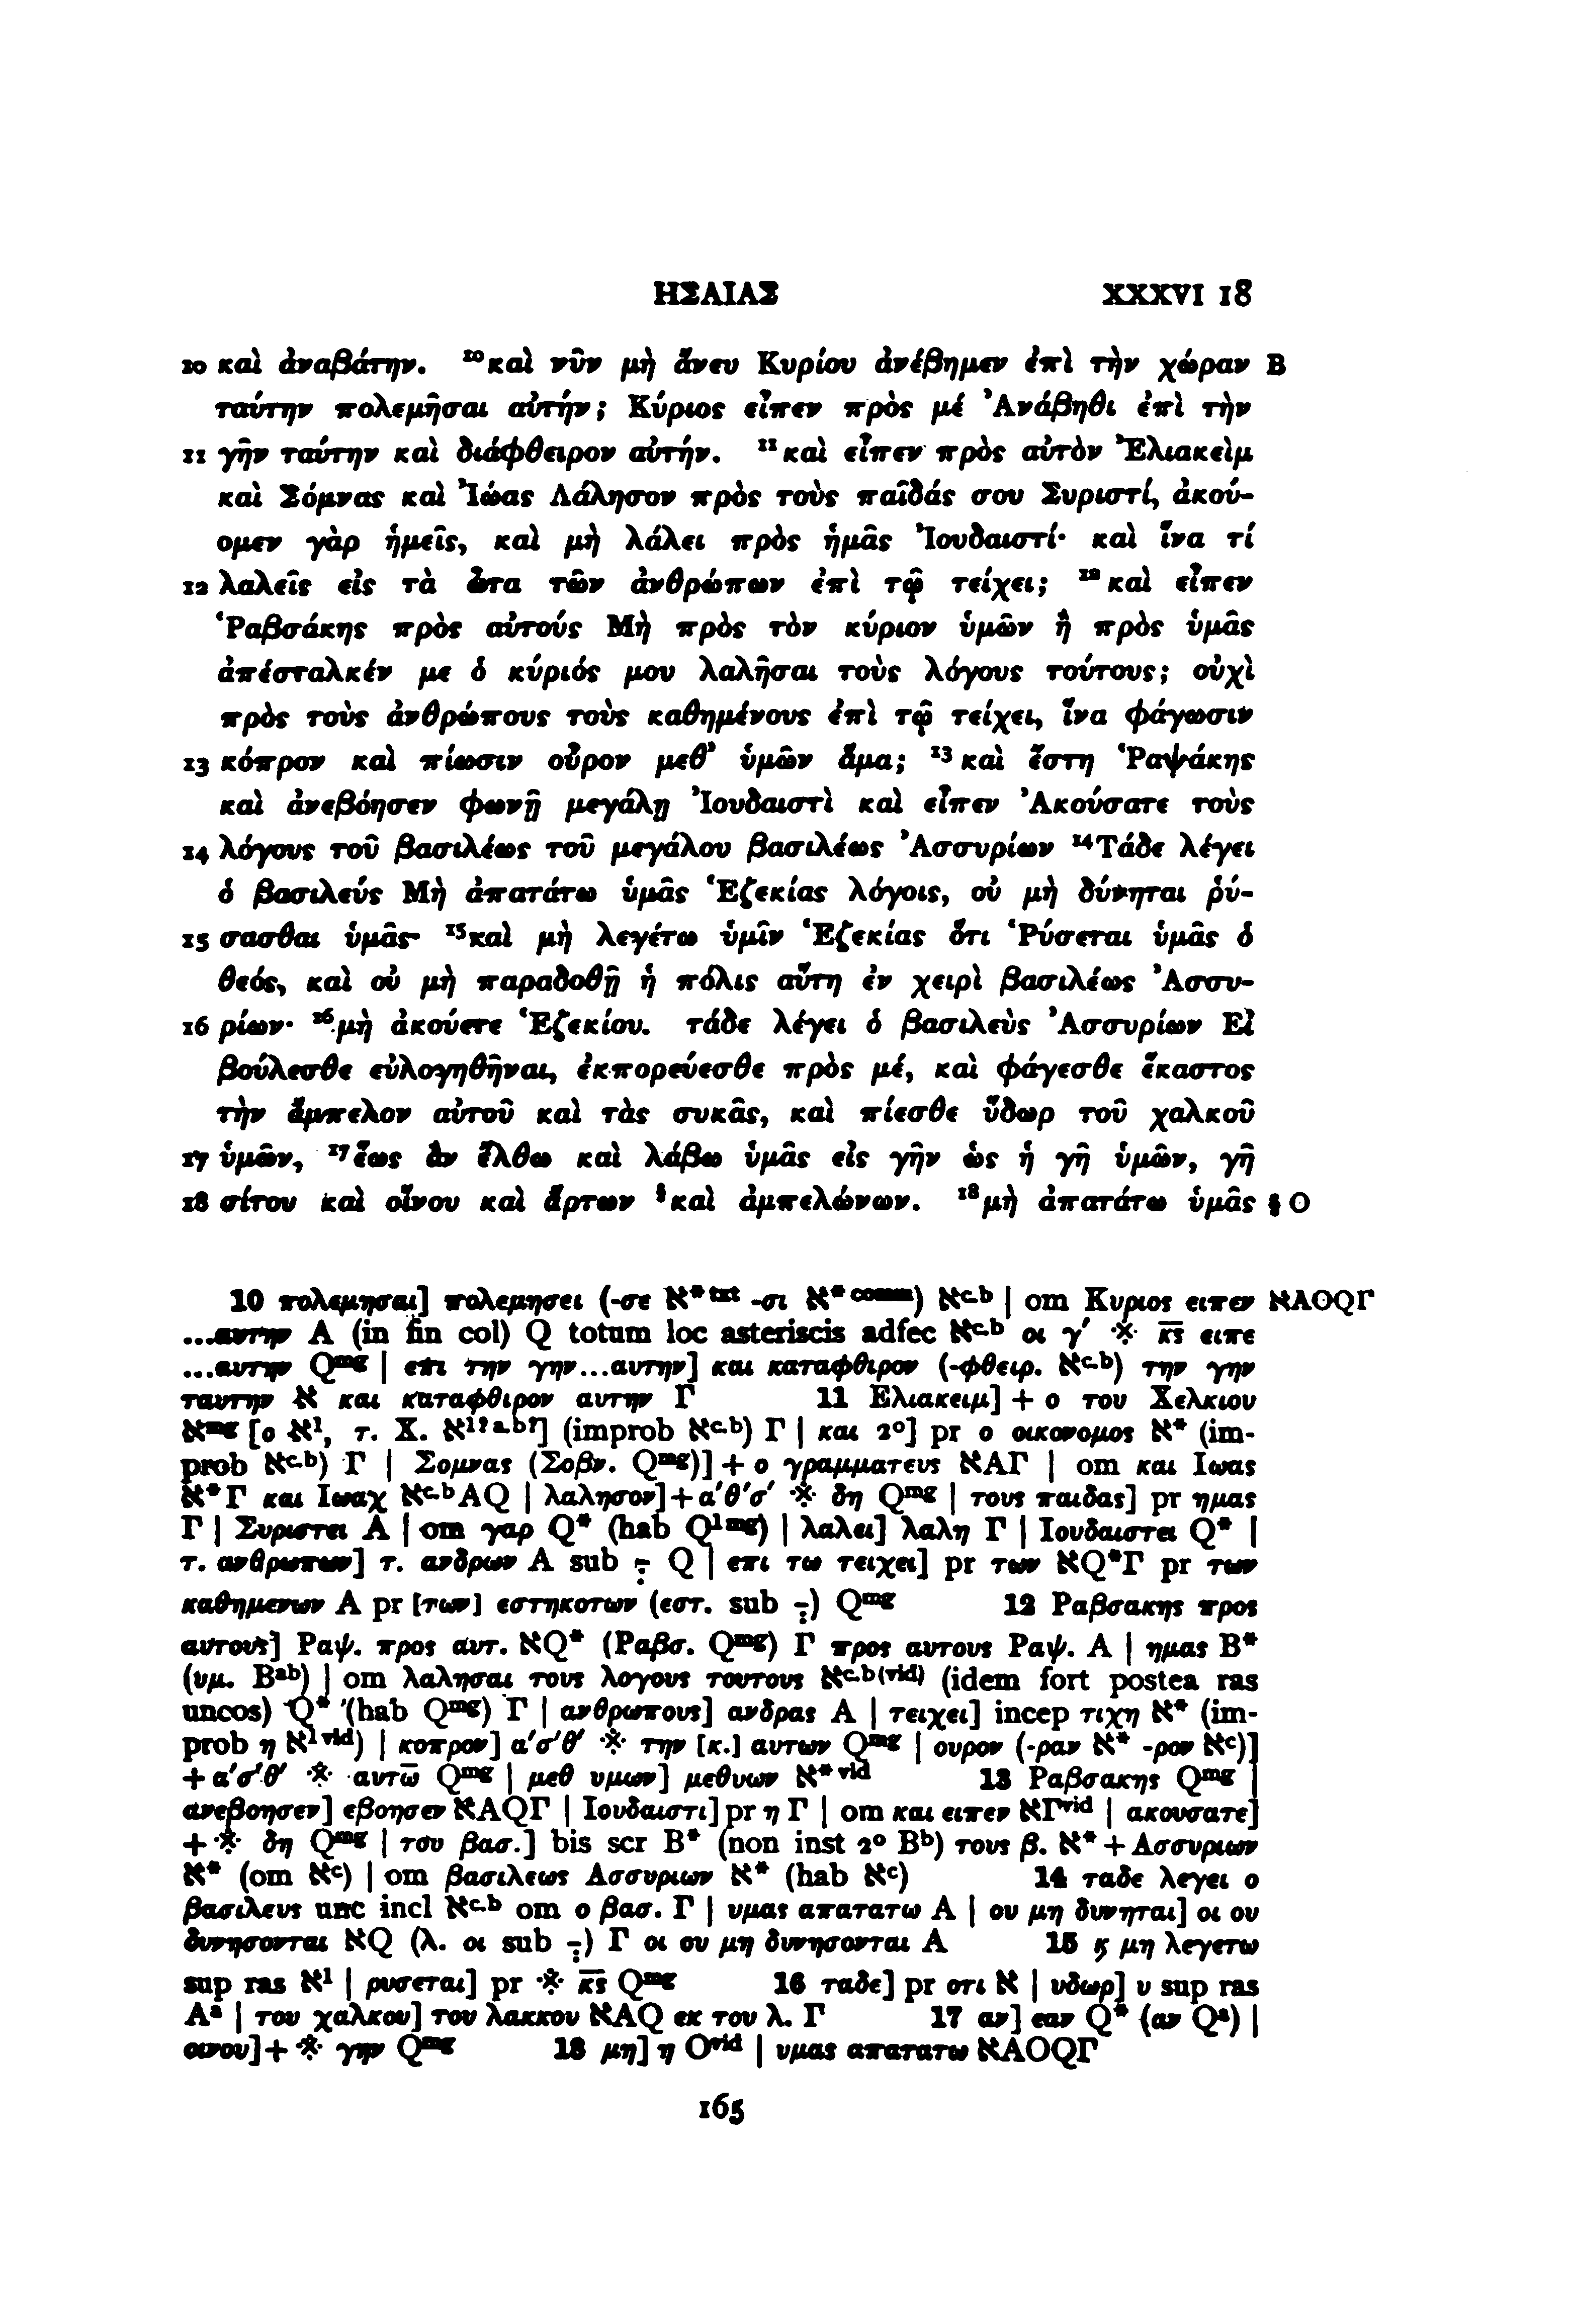 ΗΣΑΙΑΣ XXXVI 18
10 καὶ ἀναβάτην. ¹⁰καὶ νῦν μὴ ἄνευ Κυρίου ἀνέβημεν ἐπὶ τὴν χώραν B
ταύτην πολεμῆσαι αὐτήν; Κύριος εἶπεν πρὸς μέ Ἀνάβηθι ἐπὶ τὴν
11 γῆν ταύτην καὶ διάφθειρον αὐτήν. ¹¹καὶ εἶπεν πρὸς αὐτὸν Ἐλιακεὶμ
καὶ Σόμνας καὶ Ἰώας Λάλησον πρὸς τοὺς παῖδάς σου Συριστί, ἀκού-
ομεν γὰρ ἡμεῖς, καὶ μὴ λάλει πρὸς ἡμᾶς Ἰουδαιστί· καὶ ἵνα τί
12 λαλεῖς εἰς τὰ ὦτα τῶν ἀνθρώπων ἐπὶ τῷ τείχει; ¹²καὶ εἶπεν
Ῥαβσάκης πρὸς αὐτούς Μὴ πρὸς τὸν κύριον ὑμῶν ἢ πρὸς ὑμᾶς
ἀπέσταλκέν με ὁ κύριός μου λαλῆσαι τοὺς λόγους τούτους; οὐχὶ
πρὸς τοὺς ἀνθρώπους τοὺς καθημένους ἐπὶ τῷ τείχει, ἵνα φάγωσιν
13 κόπρον καὶ πίωσιν οὖρον μεθ’ ὑμῶν ἅμα; ¹³καὶ ἔστη Ῥαψάκης
καὶ ἀνεβόησεν φωνῇ μεγάλῃ Ἰουδαιστὶ καὶ εἶπεν Ἀκούσατε τοὺς
14 λόγους τοῦ βασιλέως τοῦ μεγάλου βασιλέως Ἀσσυρίων ¹⁴Τάδε λέγει
ὁ βασιλεύς Μὴ ἀπατάτω ὑμᾶς Ἑζεκίας λόγοις, οὐ μὴ δύνηται ῥύ-
15 σασθαι ὑμᾶς· ¹⁵καὶ μὴ λεγέτω ὑμῖν Ἑζεκίας ὅτι Ῥύσεται ὑμᾶς ὁ
θεός, καὶ οὐ μὴ παραδοθῇ ἡ πόλις αὕτη ἐν χειρὶ βασιλέως Ἀσσυ-
16 ρίων· ¹⁶μὴ ἀκούετε Ἑζεκίου. τάδε λέγει ὁ βασιλεὺς Ἀσσυρίων Εἰ
βούλεσθε εὐλογηθῆναι, ἐκπορεύεσθε πρὸς μέ, καὶ φάγεσθε ἕκαστος
τὴν ἄμπελον αὐτοῦ καὶ τὰς συκᾶς, καὶ πίεσθε ὕδωρ τοῦ χαλκοῦ
17 ὑμῶν, ¹⁷ἕως ἂν ἔλθω καὶ λάβω ὑμᾶς εἰς γῆν ὡς ἡ γῆ ὑμῶν, γῆ
18 σίτου καὶ οἴνου καὶ ἄρτων §καὶ ἀμπελώνων. ¹⁸μὴ ἀπατάτω ὑμᾶς § O
10 πολεμησαι] πολεμησει (-σε א* txt -σι א* comm) א c.b | om Κυριος ειπεν אAOQΓ
...αυτην A (in fin col) Q totum loc asteriscis adfec א c.b οι γ′ ※ κ̅ς̅ ειπε
...αυτην Qmg | επι την γην...αυτην] και καταφθιρον (-φθειρ. א c.b) την γην
ταυτην א και καταφθιρον αυτην Γ 11 Ελιακειμ] + ο του Χελκιου
א mg [ο א1, τ. Χ. א1? a.b?] (improb א c.b) Γ | και 2º] pr ο οικονομος א* (im-
prob א c.b) Γ | Σομνας (Σοβν. Qmg)] + ο γραμματευς אAΓ | om και Ιωας
א*Γ και Ιωαχ א c.b AQ | λαλησον] + α′θ′σ′ ※ δη Qmg | τους παιδας] pr ημας
Γ | Συριστει A | om γαρ Q* (hab Q1 mg) | λαλει] λαλη Γ | Ιουδαιστει Q* |
τ. ανθρωπων] τ. ανδρων A sub ÷ Q | επι τω τειχει] pr των אQ*Γ pr των
καθημενων A pr [των] εστηκοτων (εστ. sub ÷) Qmg 12 Ραβσακης προς
αυτους] Ραψ. προς αυτ. אQ* (Ραβσ. Qmg) Γ προς αυτους Ραψ. A | ημας B*
(υμ. Bab) | om λαλησαι τους λογους τουτους א c.b (vid) (idem fort postea ras
uncos) Q* (hab Qmg) Γ | ανθρωπους] ανδρας A | τειχει] incep τιχη א* (im-
prob η א1 vid) | κοπρον] α′σ′θ′ ※ την [κ.] αυτων Qmg | ουρον (-ραν א* -ρον אc)]
+ α′σ′θ′ ※ αυτω̅ Qmg | μεθ υμων] μεθυων א* vid 13 Ραβσακης Qmg |
ανεβοησεν] εβοησεν אAQΓ | Ιουδαιστι] pr η Γ | om και ειπεν אΓvid | ακουσατε]
+ ※ δη Qmg | του βασ.] bis scr B* (non inst 2º Bb) τους β. א* + Ασσυριων
א* (om אc) | om βασιλεως Ασσυριων א* (hab אc) 14 ταδε λεγει ο
βασιλευς unc incl א c.b om ο βασ. Γ | υμας απατατω A | ου μη δυνηται] οι ου
δυνησονται אQ (λ. οι sub ÷) Γ οι ου μη δυνησονται A 15 ϗ μη λεγετω
sup ras א1 | ρυσεται] pr ※ κ̅ς̅ Qmg 16 ταδε] pr οτι א | υδωρ] υ sup ras
Aa | του χαλκου] του λακκου אAQ εκ του λ. Γ 17 αν] εαν Q* (αν Qa) |
οινου] + ※ γην Qmg 18 μη] η Ovid | υμας απατατω אAOQΓ
165